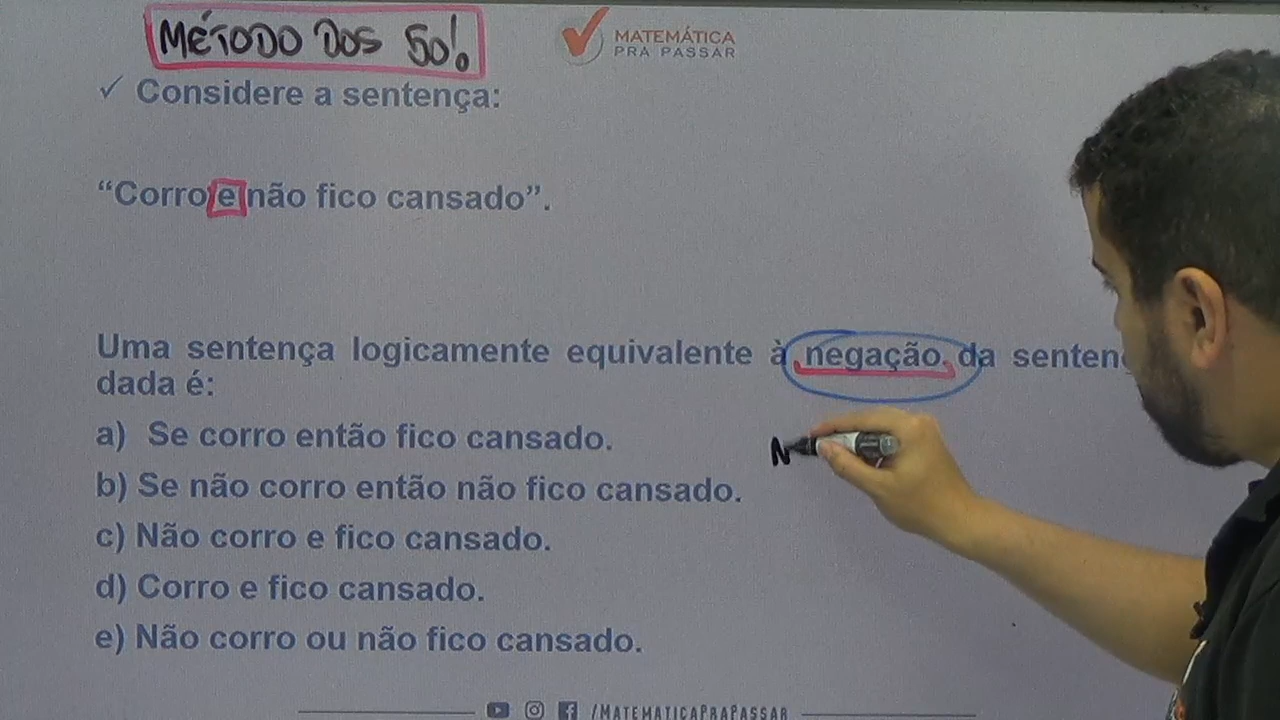 MÉTODO DOS 50!
MATEMÁTICA
PRA PASSAR
✓ Considere a sentença:
“Corro e não fico cansado”.
Uma sentença logicamente equivalente à negação da senten
dada é:
a) Se corro então fico cansado.
N
b) Se não corro então não fico cansado.
c) Não corro e fico cansado.
d) Corro e fico cansado.
e) Não corro ou não fico cansado.
/MATEMATICAPRAPASSAR